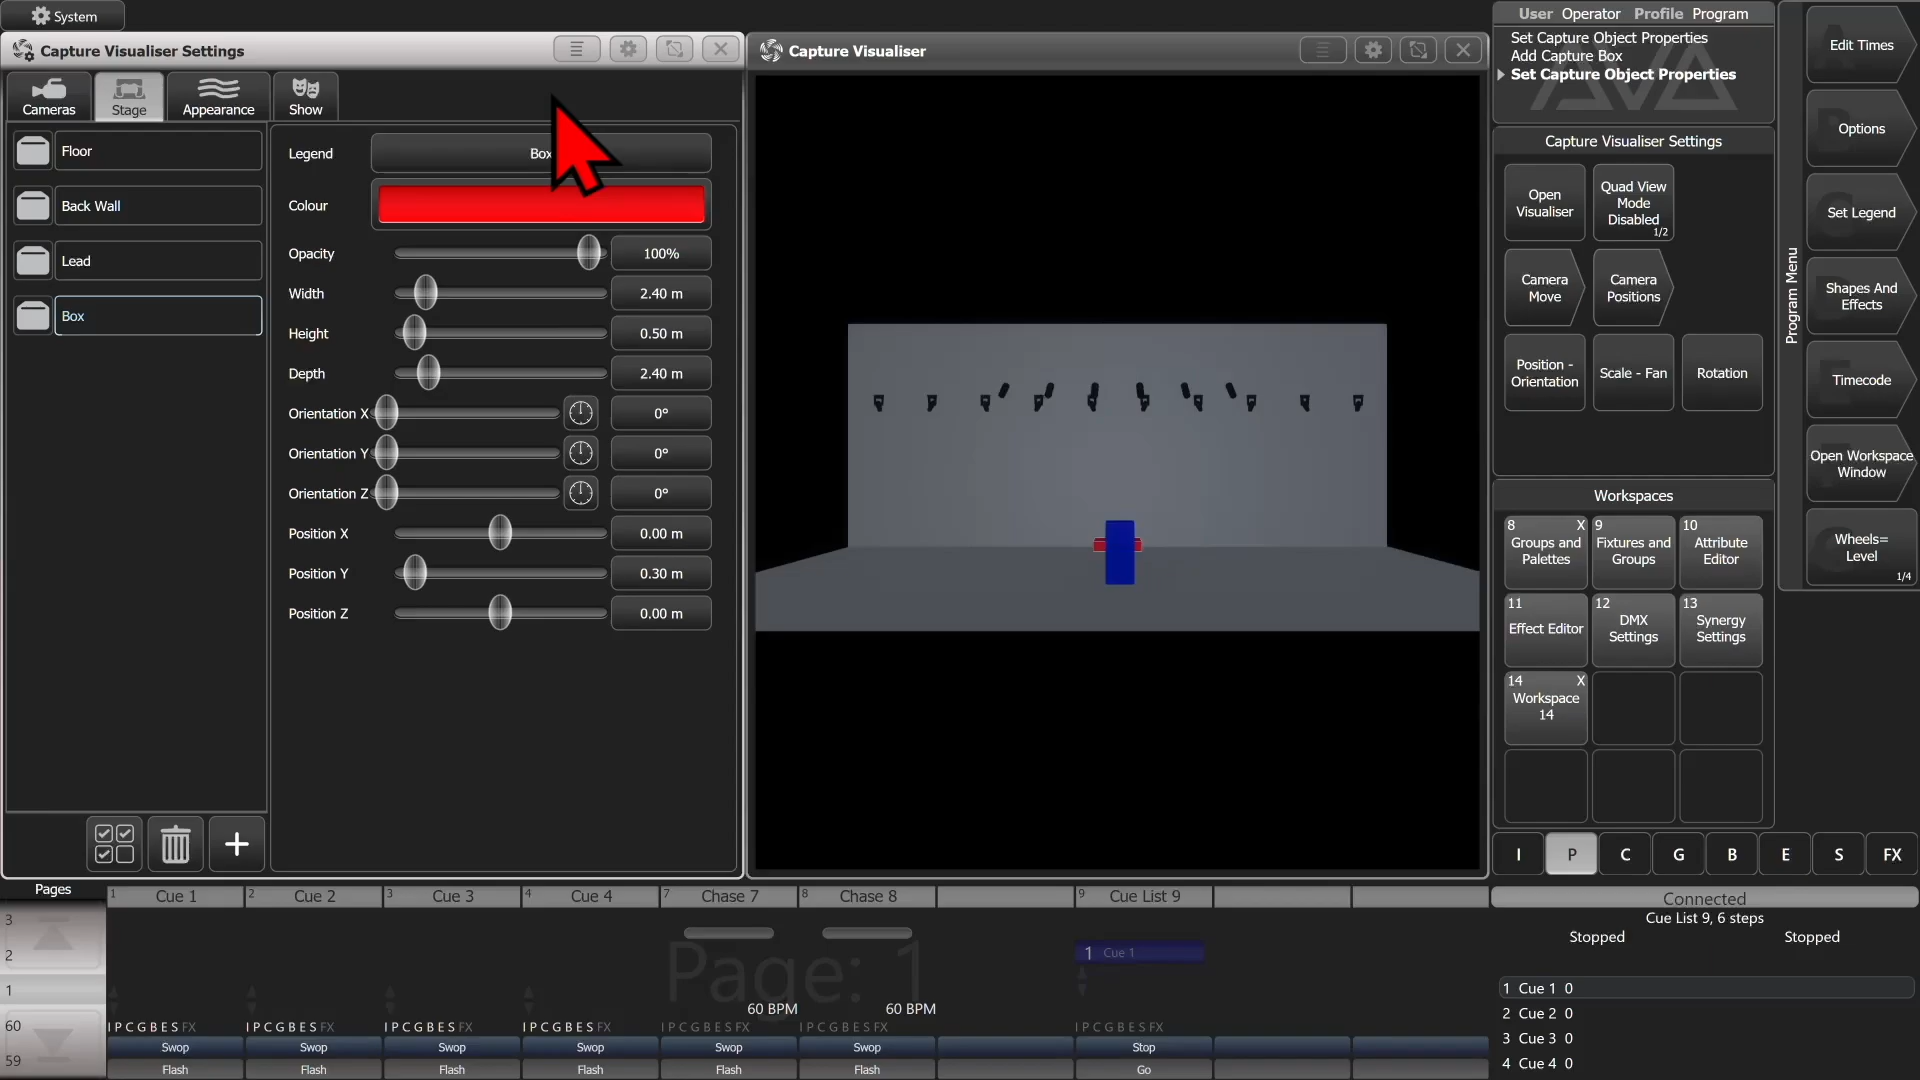 System
Capture Visualiser Settings
Cameras
Stage
Appearance
Show
Floor
Back Wall
Lead
Box
Legend
Box
Colour
Opacity
100%
Width
2.40 m
Height
0.50 m
Depth
2.40 m
Orientation X
0°
Orientation Y
0°
Orientation Z
0°
Position X
0.00 m
Position Y
0.30 m
Position Z
0.00 m
Capture Visualiser
User Operator Profile Program
Set Capture Object Properties
Add Capture Box
Set Capture Object Properties
Capture Visualiser Settings
Open
Visualiser
Quad View
Mode
Disabled
1/2
Camera
Move
Camera
Positions
Position -
Orientation
Scale - Fan
Rotation
Workspaces
8 X
Groups and
Palettes
9
Fixtures and
Groups
10
Attribute
Editor
11
Effect Editor
12
DMX
Settings
13
Synergy
Settings
14 X
Workspace
14
I P C G B E S FX
Program Menu
Edit Times
Options
Set Legend
Shapes And
Effects
Timecode
Open Workspace
Window
Wheels=
Level
1/4
Pages
3
2
1
60
59
1 Cue 1
2 Cue 2
3 Cue 3
4 Cue 4
7 Chase 7
8 Chase 8
9 Cue List 9
Page: 1
1 Cue 1
60 BPM
60 BPM
IPCGBESFX
IPCGBESFX
IPCGBESFX
IPCGBESFX
IPCGBESFX
IPCGBESFX
IPCGBESFX
Swop
Swop
Swop
Swop
Swop
Swop
Stop
Flash
Flash
Flash
Flash
Flash
Flash
Go
Connected
Cue List 9, 6 steps
Stopped
Stopped
1 Cue 1 0
2 Cue 2 0
3 Cue 3 0
4 Cue 4 0